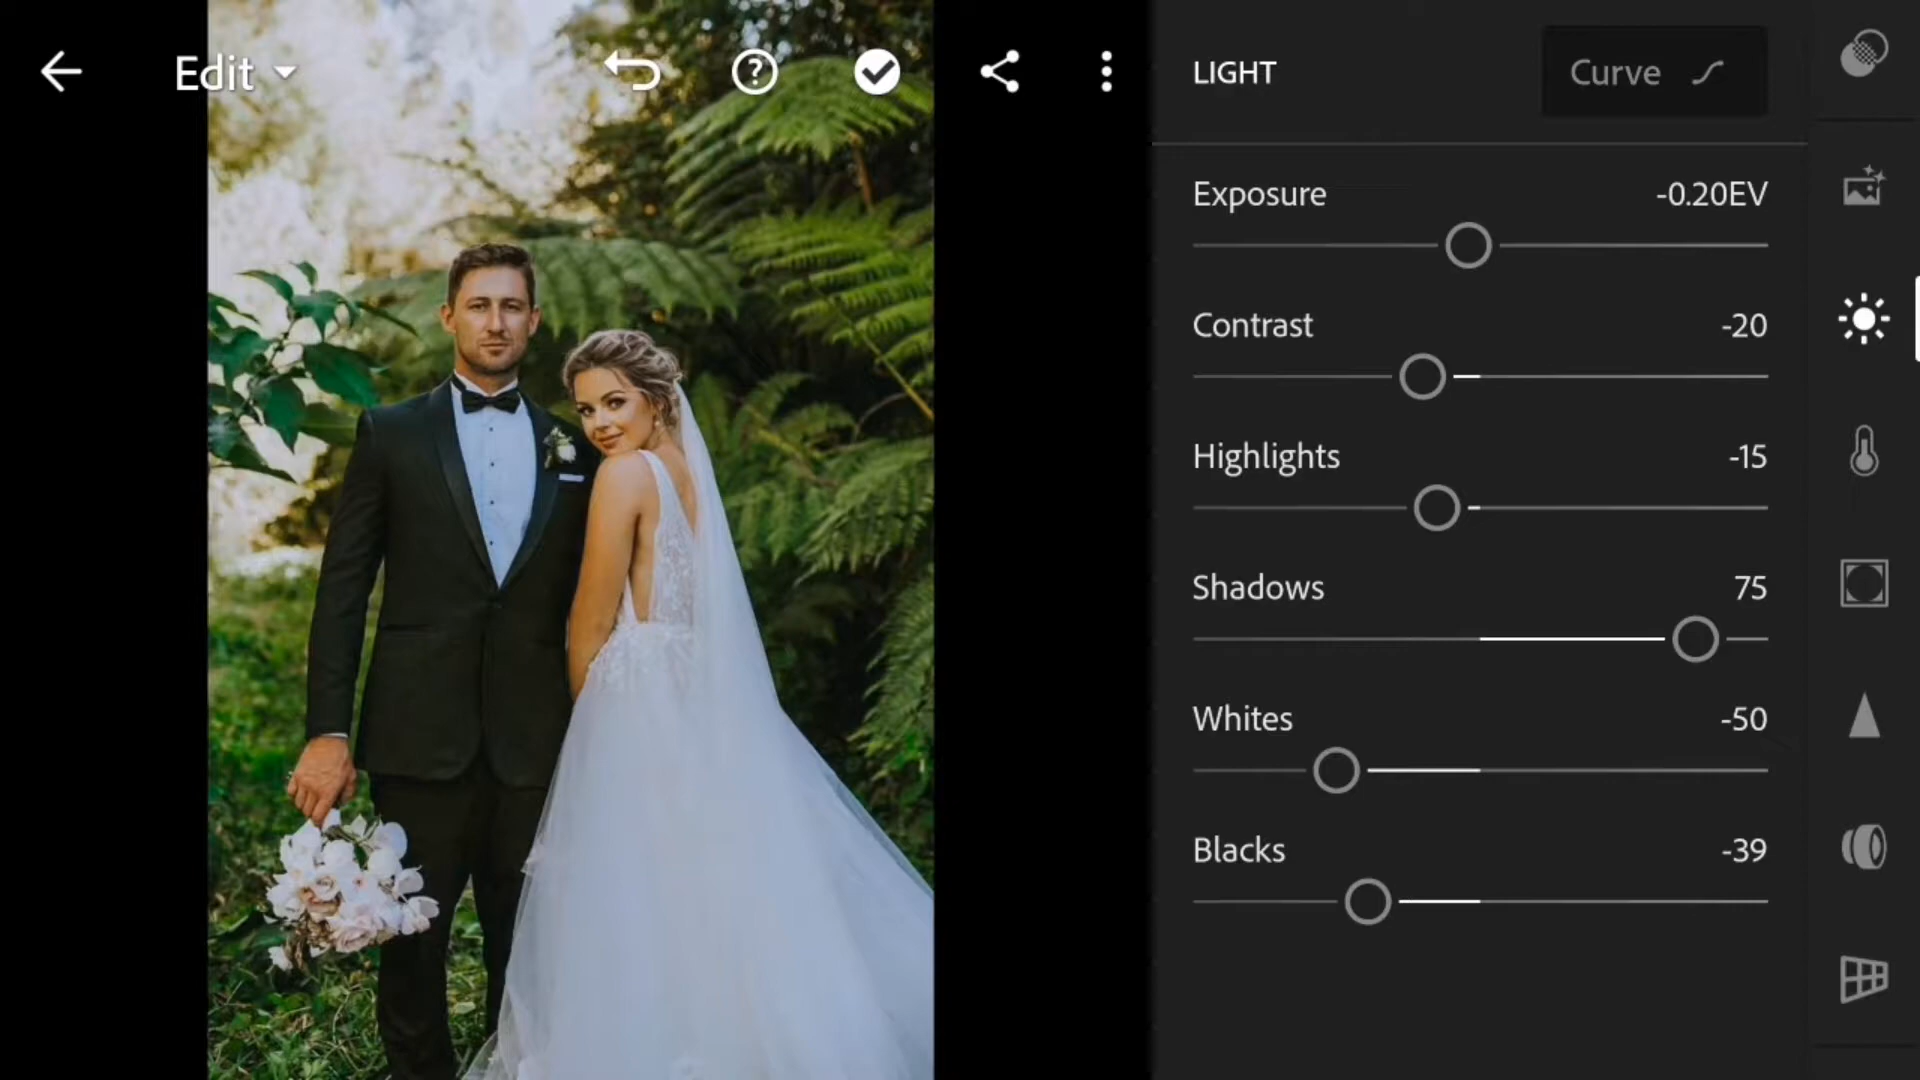 Edit
LIGHT
Curve
Exposure -0.20EV
Contrast -20
Highlights -15
Shadows 75
Whites -50
Blacks -39